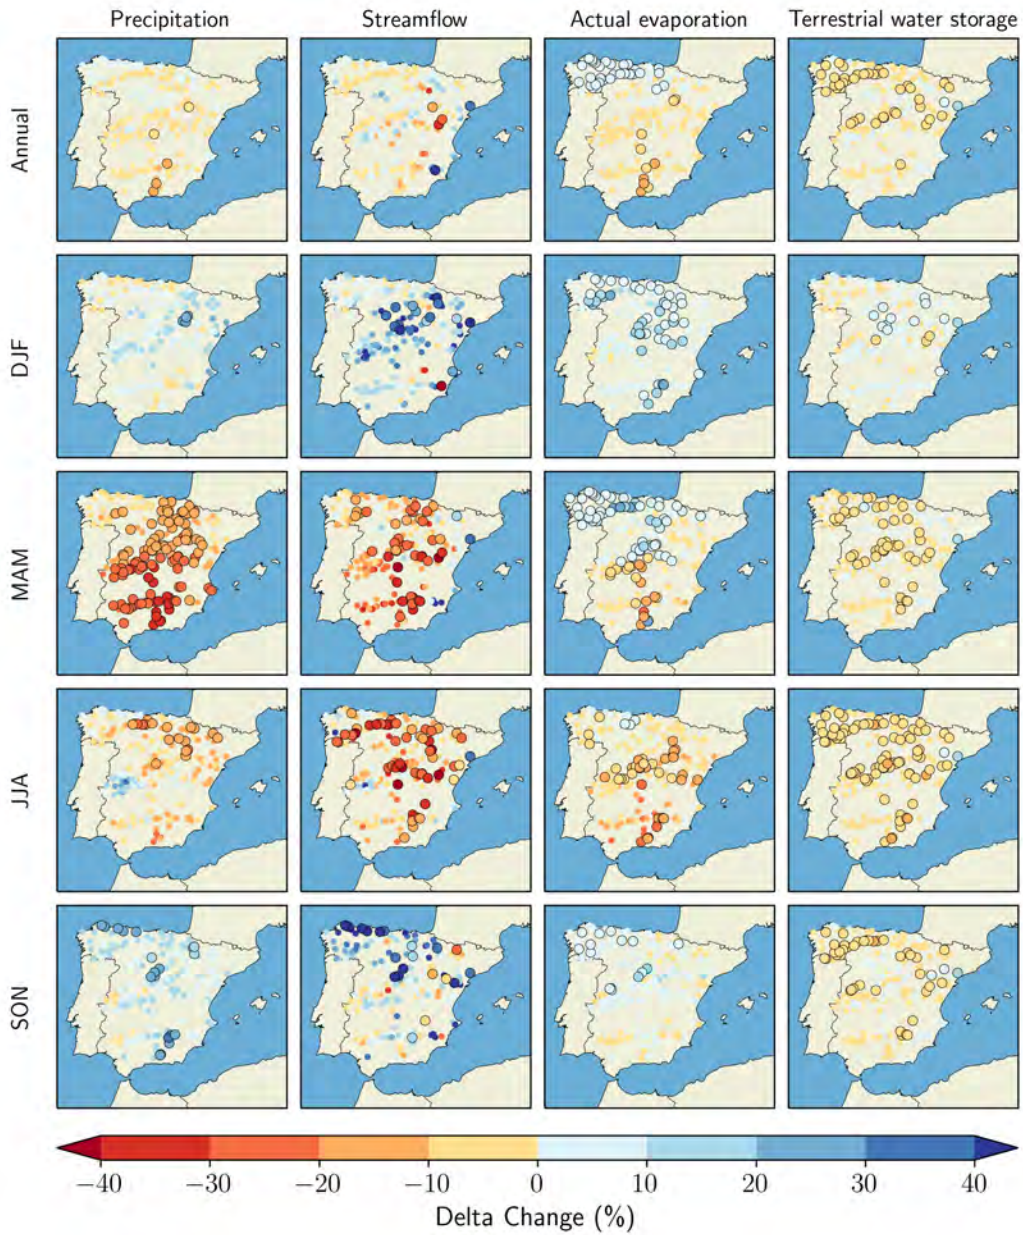 Precipitation Streamflow Actual evaporation Terrestrial water storage
Annual
DJF
MAM
JJA
SON
−40 −30 −20 −10 0 10 20 30 40
Delta Change (%)